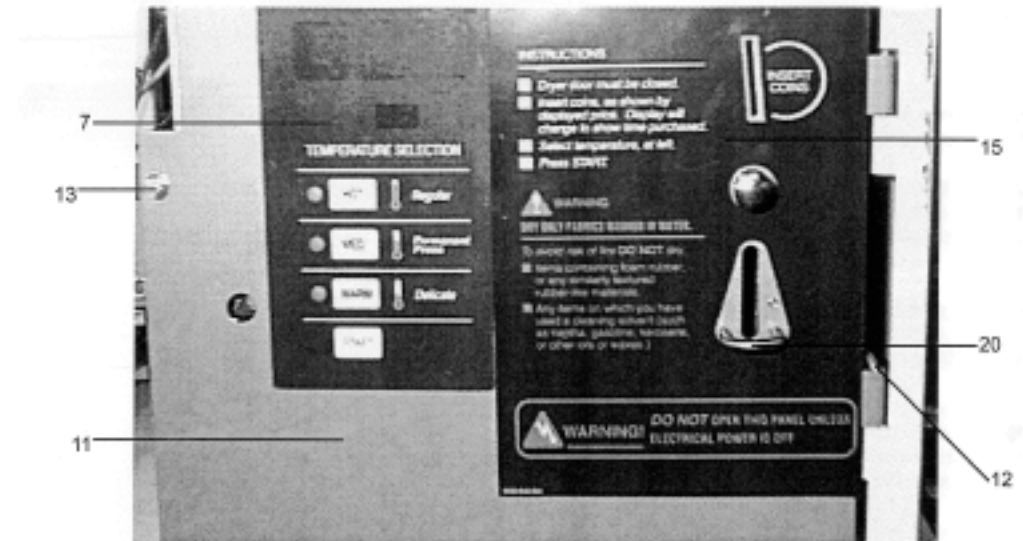 7
13
11
TEMPERATURE SELECTION
HOT
Regular
MED
Permanent
Press
WARM
Delicate
START
INSTRUCTIONS
Dryer door must be closed.
Insert coins, as shown by
displayed price. Display will
change to show time purchased.
Select temperature, at left.
Press START
WARNING
DRY ONLY FABRICS WASHED IN WATER.
To avoid risk of fire DO NOT dry:
Items containing foam rubber,
or any similarly textured
rubber-like materials.
Any items on which you have
used a cleaning solvent (such
as naptha, gasoline, kerosene,
or other oils or waxes.)
INSERT
COINS
WARNING!
DO NOT OPEN THIS PANEL UNLESS
ELECTRICAL POWER IS OFF
15
20
12